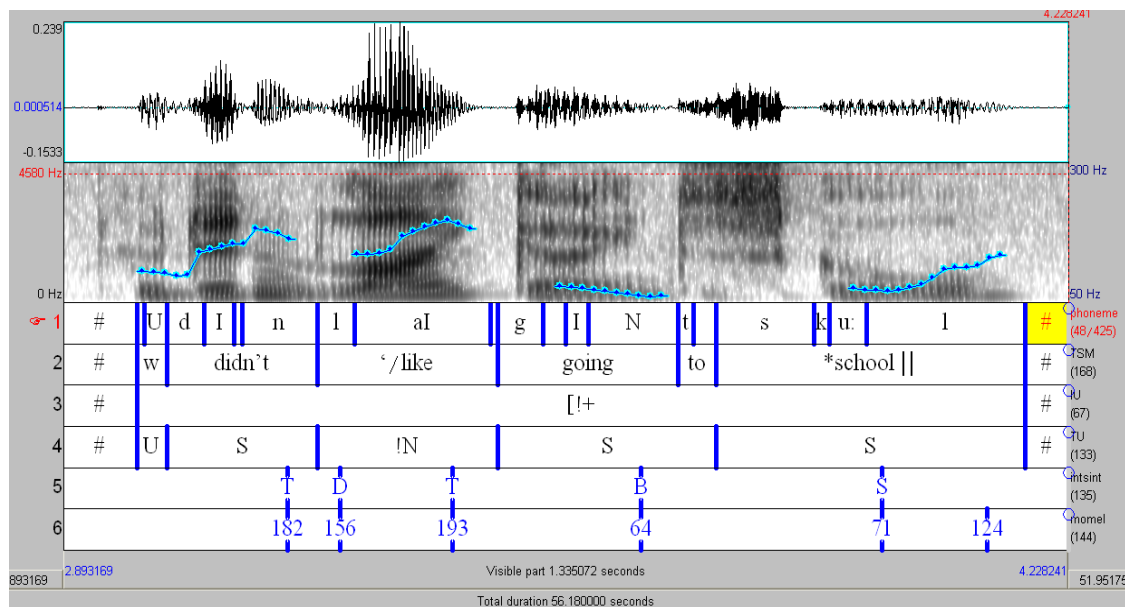 4.228241
0.239
0.000514
-0.1533
4580 Hz 300 Hz
0 Hz 50 Hz
☞ 1 # U d I n l aI g I N t s k u: l # phoneme (48/425)
2 # w didn't '/like going to *school || # TSM (168)
3 # [!+ # IU (67)
4 # U S !N S S # TU (133)
5 T D T B S intsint (135)
6 182 156 193 64 71 124 momel (144)
893169 2.893169 Visible part 1.335072 seconds 4.228241 51.95175
Total duration 56.180000 seconds